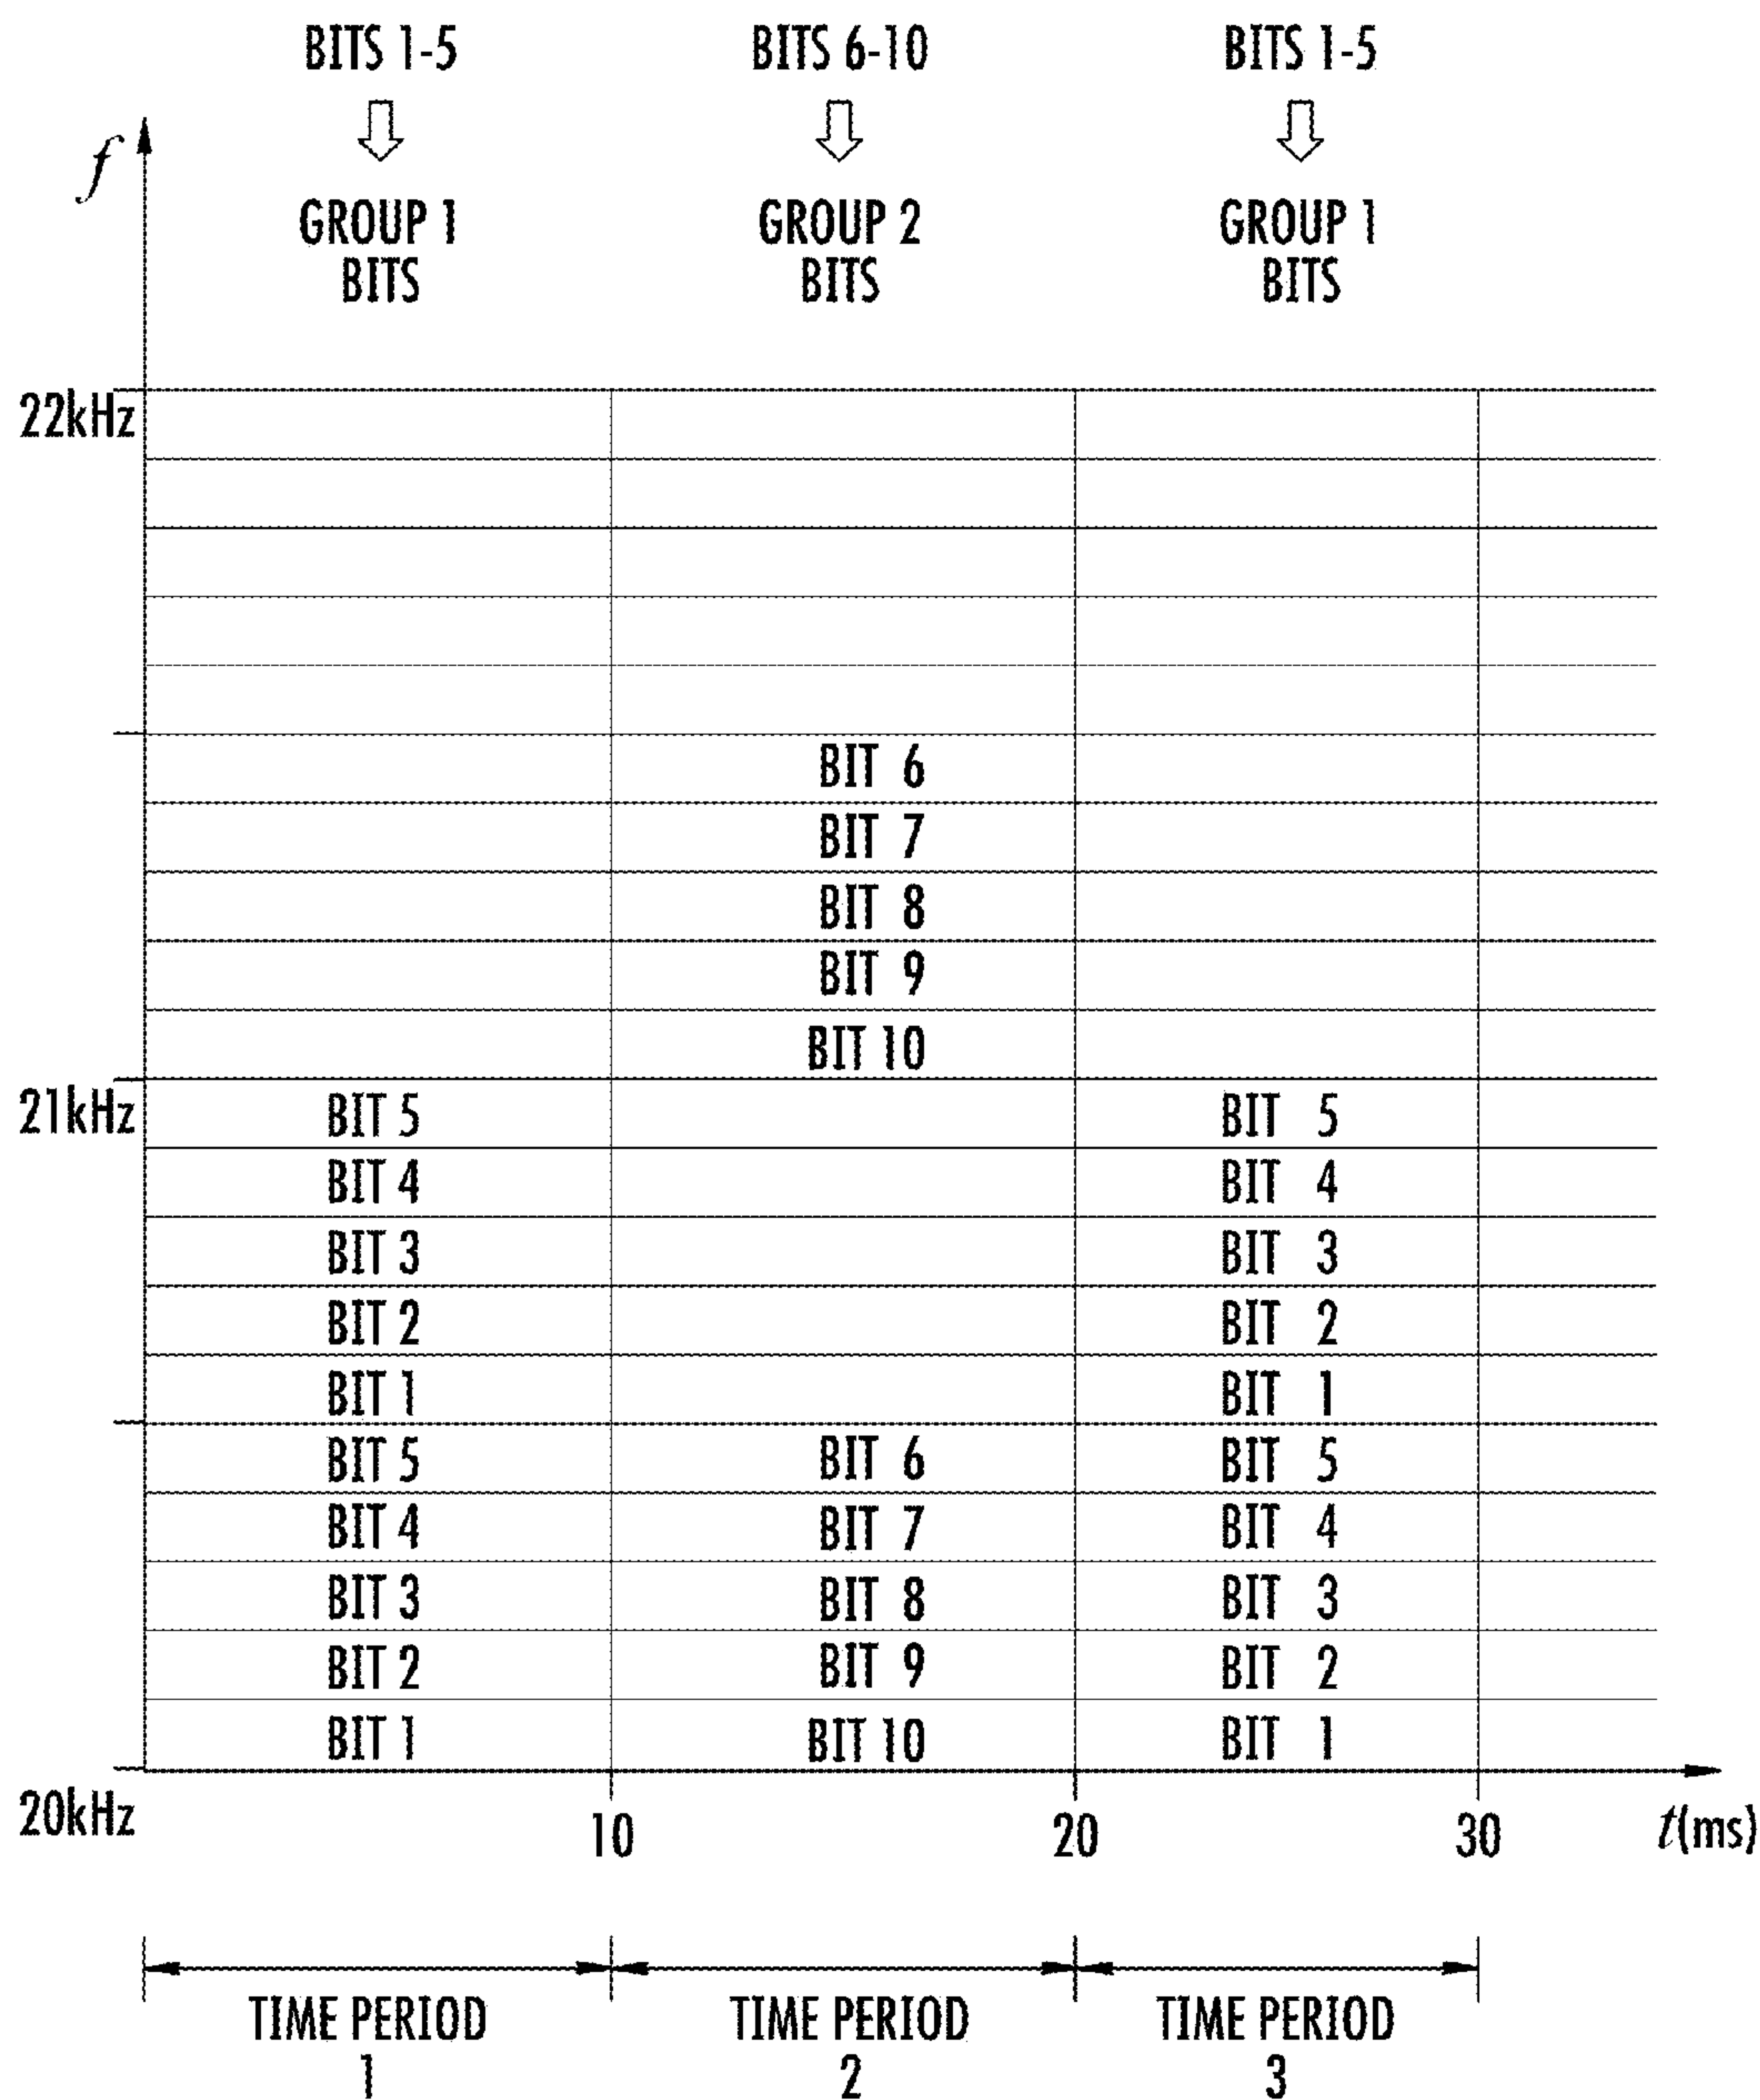 BITS 1-5 BITS 6-10 BITS 1-5
f
GROUP 1 GROUP 2 GROUP 1
BITS BITS BITS
22kHz
BIT 6
BIT 7
BIT 8
BIT 9
BIT 10
21kHz BIT 5 BIT 5
BIT 4 BIT 4
BIT 3 BIT 3
BIT 2 BIT 2
BIT 1 BIT 1
BIT 5 BIT 6 BIT 5
BIT 4 BIT 7 BIT 4
BIT 3 BIT 8 BIT 3
BIT 2 BIT 9 BIT 2
BIT 1 BIT 10 BIT 1
20kHz 10 20 30 t(ms)
TIME PERIOD TIME PERIOD TIME PERIOD
1 2 3